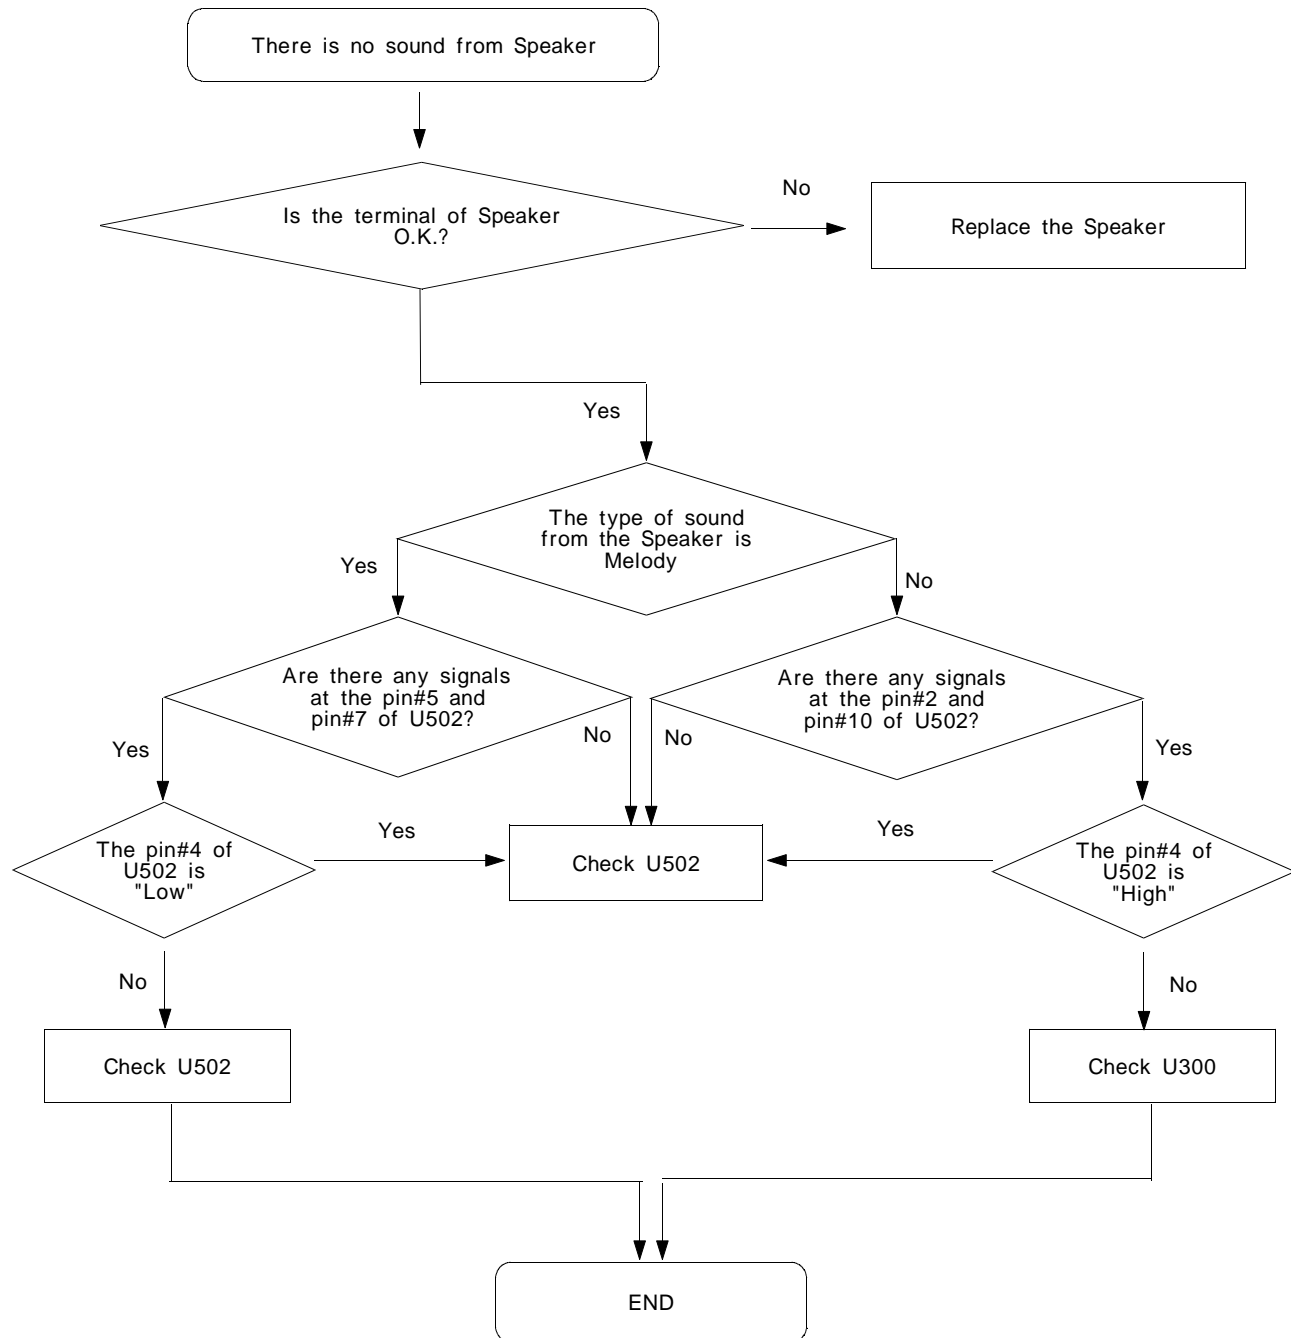 There is no sound from Speaker
Is the terminal of Speaker
O.K.?
No
Replace the Speaker
Yes
The type of sound
from the Speaker is
Melody
Yes
No
Are there any signals
at the pin#5 and
pin#7 of U502?
Are there any signals
at the pin#2 and
pin#10 of U502?
Yes
No
No
Yes
The pin#4 of
U502 is
"Low"
Yes
Check U502
Yes
The pin#4 of
U502 is
"High"
No
No
Check U502
Check U300
END